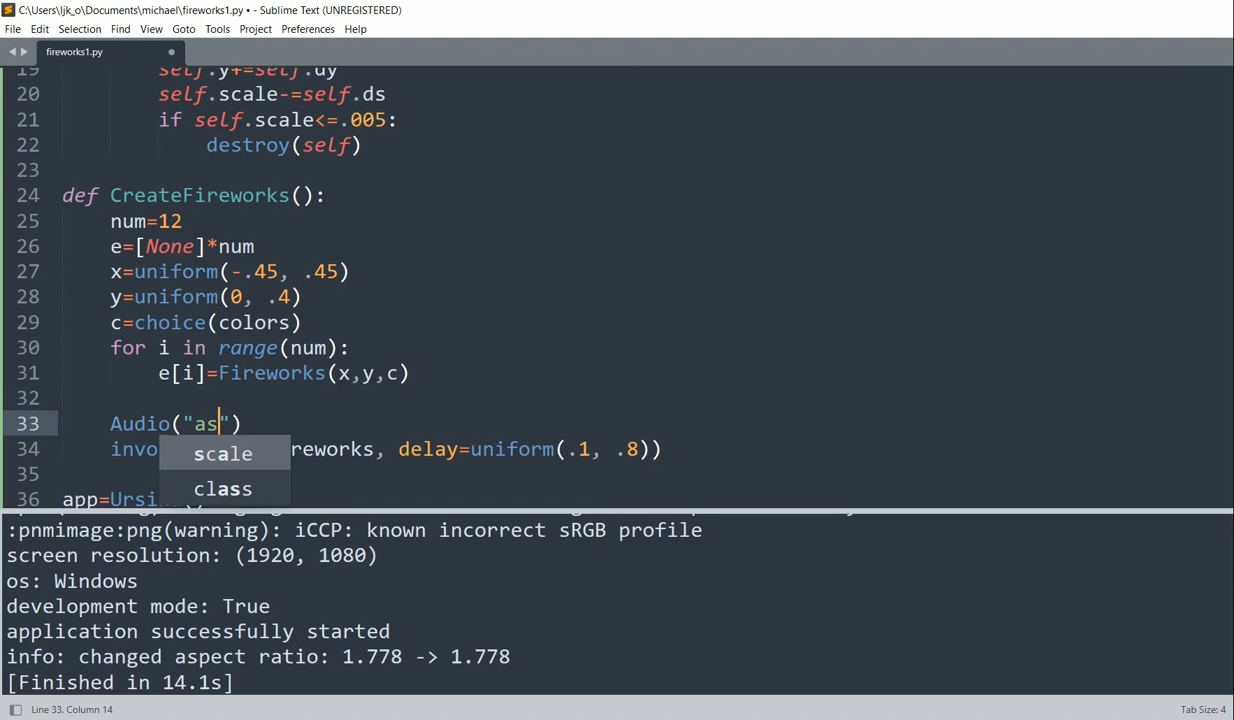 C:\Users\ljk_o\Documents\michael\fireworks1.py • - Sublime Text (UNREGISTERED)
File Edit Selection Find View Goto Tools Project Preferences Help
fireworks1.py
19 self.y+=self.dy
20 self.scale-=self.ds
21 if self.scale<=.005:
22 destroy(self)
23
24 def CreateFireworks():
25 num=12
26 e=[None]*num
27 x=uniform(-.45, .45)
28 y=uniform(0, .4)
29 c=choice(colors)
30 for i in range(num):
31 e[i]=Fireworks(x,y,c)
32
33 Audio("as")
scale
34 invo reworks, delay=uniform(.1, .8))
35
class
36 app=Ursin
:pnmimage:png(warning): iCCP: known incorrect sRGB profile
screen resolution: (1920, 1080)
os: Windows
development mode: True
application successfully started
info: changed aspect ratio: 1.778 -> 1.778
[Finished in 14.1s]
Line 33, Column 14
Tab Size: 4